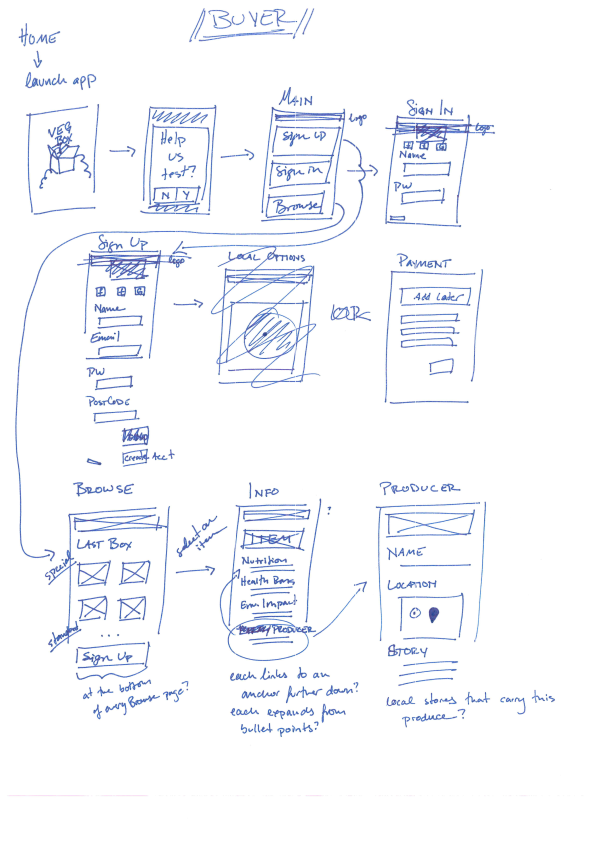 BUYER
HOME
launch app
VEG
BOX
Help
us
test?
N Y
MAIN
logo
Sign up
Sign in
Browse
SIGN IN
logo
Name
PW
Sign Up
logo
Name
Email
PW
POSTCODE
Create Acct
LOCAL OPTIONS
OR
PAYMENT
Add Later
BROWSE
LAST BOX
special
standard
...
Sign Up
at the bottom
of every Browse page?
select an
item
INFO
?
ITEM
Nutrition
Health Bens
Env Impact
PRODUCER
each links to an
anchor further down?
each expands from
bullet points?
PRODUCER
NAME
LOCATION
STORY
local stores that carry this
produce?